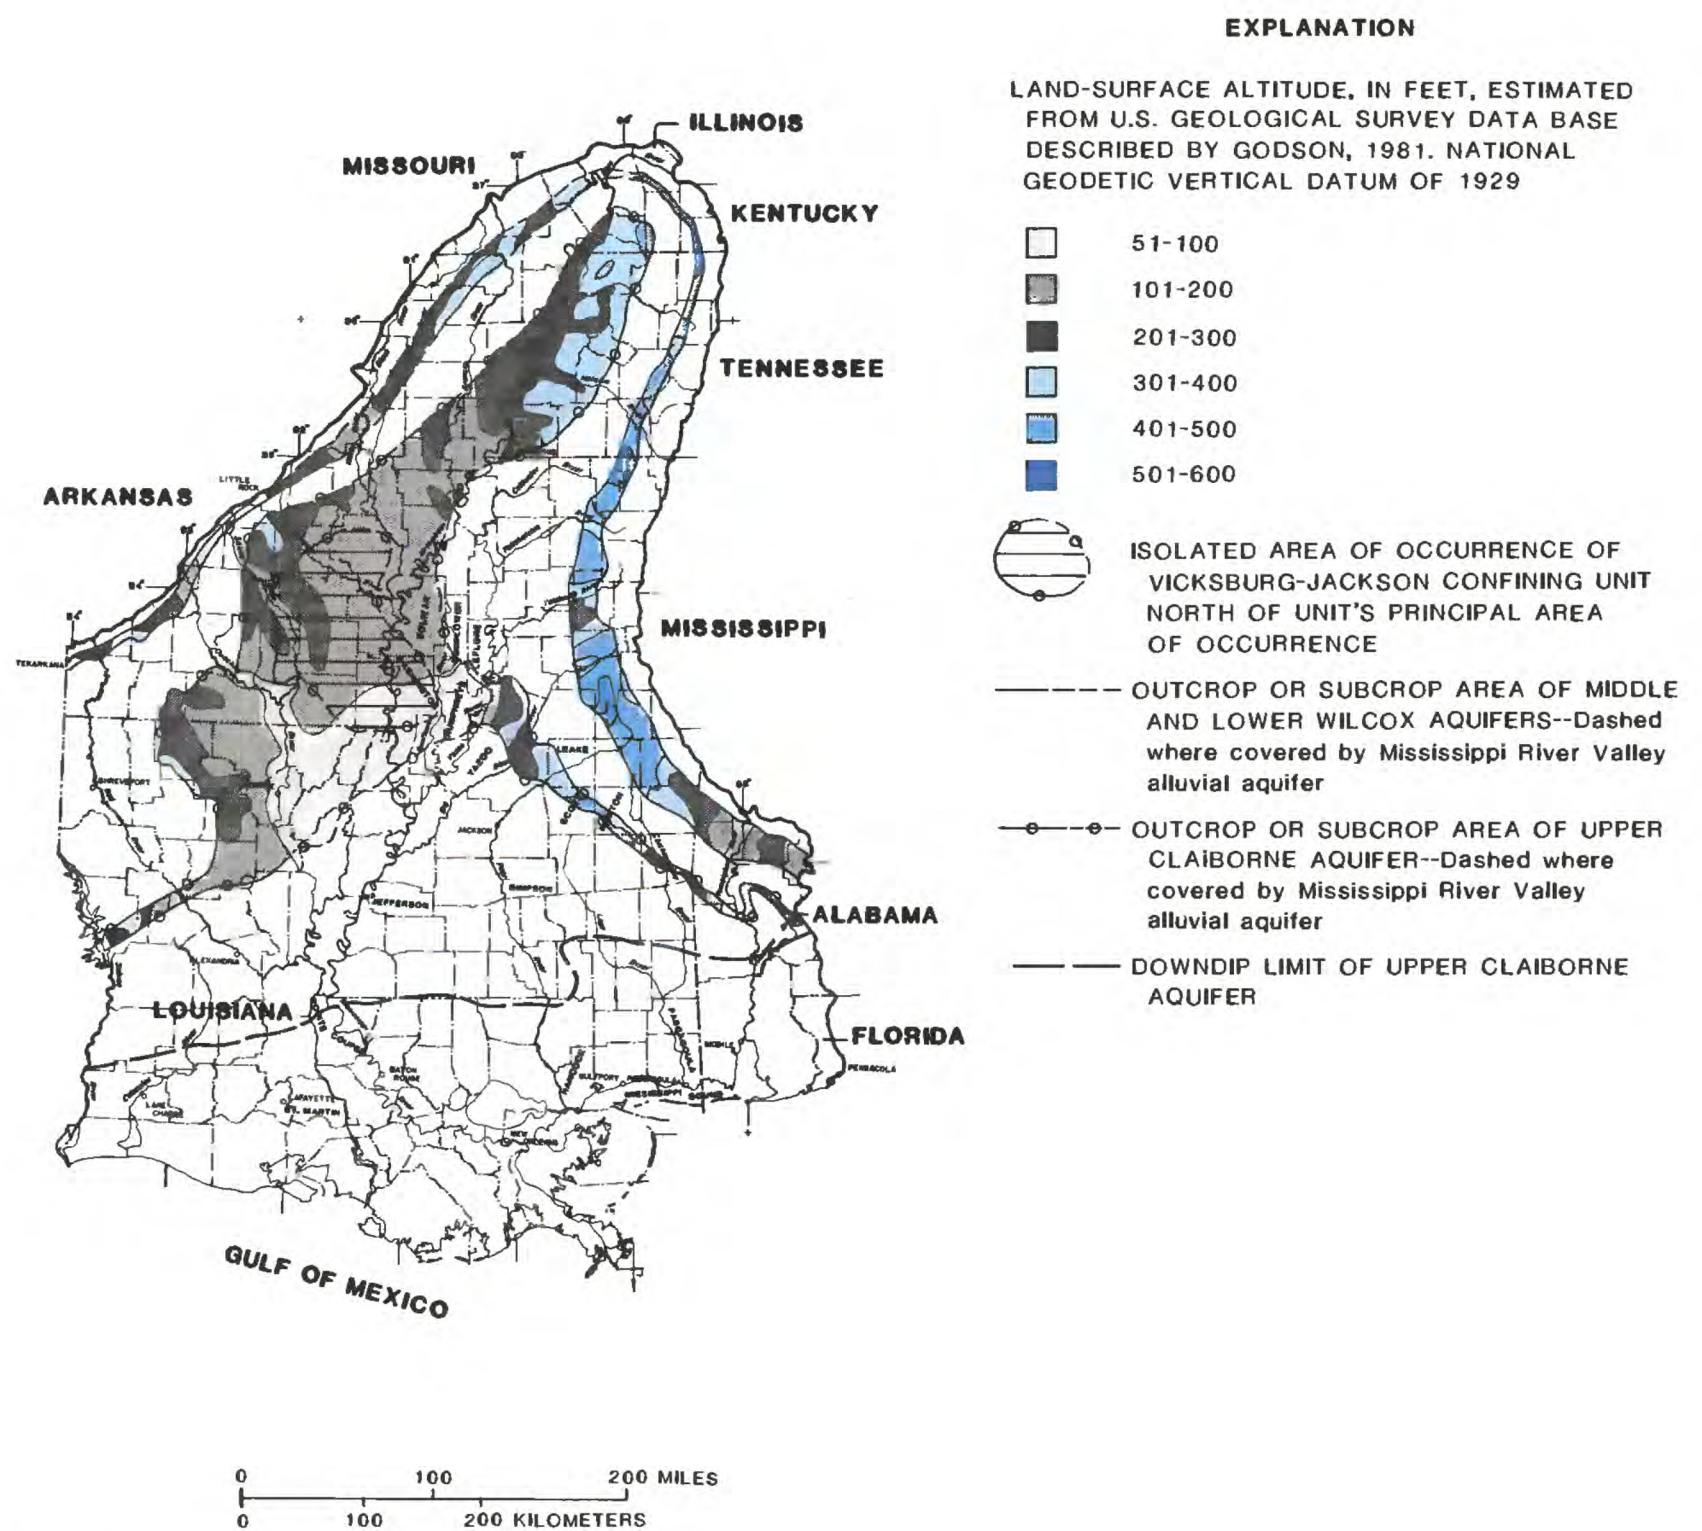 EXPLANATION
LAND-SURFACE ALTITUDE, IN FEET, ESTIMATED
FROM U.S. GEOLOGICAL SURVEY DATA BASE
DESCRIBED BY GODSON, 1981. NATIONAL
GEODETIC VERTICAL DATUM OF 1929
51-100
101-200
201-300
301-400
401-500
501-600
ISOLATED AREA OF OCCURRENCE OF
VICKSBURG-JACKSON CONFINING UNIT
NORTH OF UNIT'S PRINCIPAL AREA
OF OCCURRENCE
OUTCROP OR SUBCROP AREA OF MIDDLE
AND LOWER WILCOX AQUIFERS--Dashed
where covered by Mississippi River Valley
alluvial aquifer
OUTCROP OR SUBCROP AREA OF UPPER
CLAIBORNE AQUIFER--Dashed where
covered by Mississippi River Valley
alluvial aquifer
DOWNDIP LIMIT OF UPPER CLAIBORNE
AQUIFER
ILLINOIS
MISSOURI
KENTUCKY
TENNESSEE
LITTLE
ROCK
ARKANSAS
MISSISSIPPI
TEXARKANA
LEAKE
YAZOO
SHREVEPORT
JACKSON
SIMPSON
JEFFERSON
ALABAMA
ALEXANDRIA
LOUISIANA
FLORIDA
PASCAGOULA
MOBILE
PENSACOLA
BATON
ROUGE
GULFPORT
MISSISSIPPI SOUND
LAKE
CHARLES
LAFAYETTE
ST. MARTIN
NEW
ORLEANS
GULF OF MEXICO
0 100 200 MILES
0 100 200 KILOMETERS